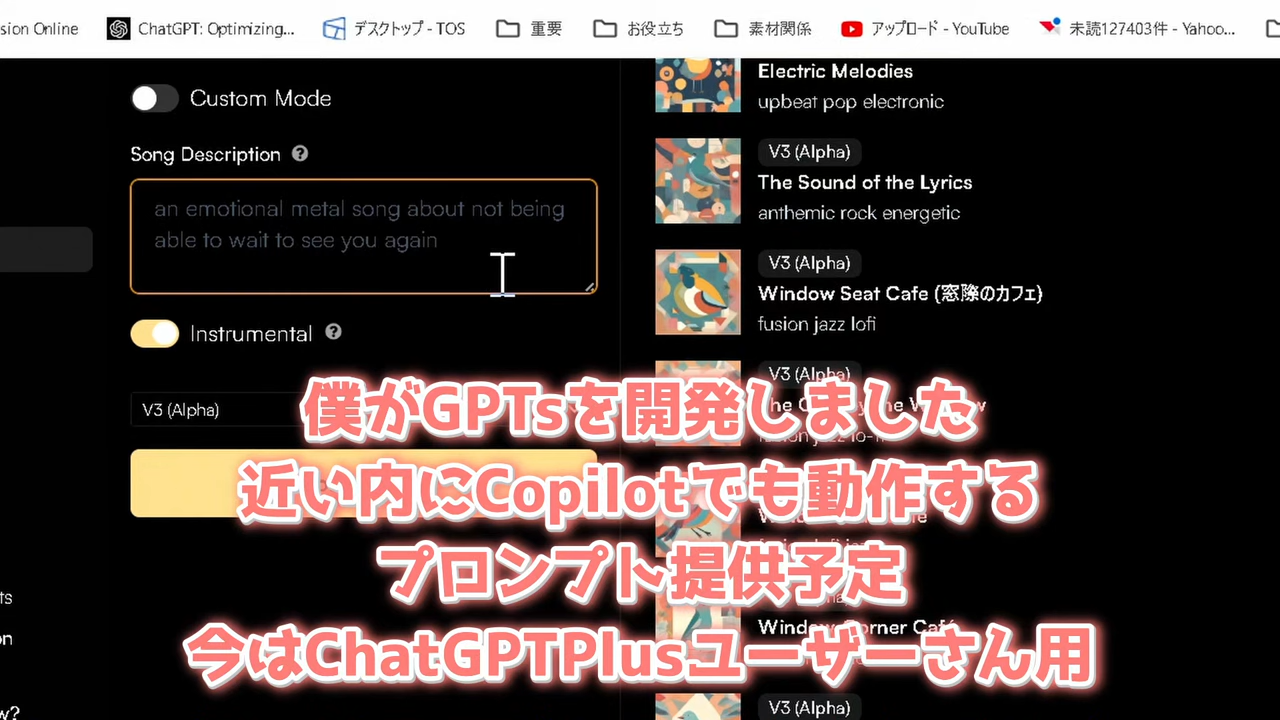 sion Online
ChatGPT: Optimizing...
デスクトップ - TOS
重要
お役立ち
素材関係
アップロード - YouTube
未読127403件 - Yahoo...
Custom Mode
Song Description
an emotional metal song about not being
able to wait to see you again
Instrumental
V3 (Alpha)
Electric Melodies
upbeat pop electronic
V3 (Alpha)
The Sound of the Lyrics
anthemic rock energetic
V3 (Alpha)
Window Seat Cafe (窓際のカフェ)
fusion jazz lofi
V3 (Alpha)
僕がGPTsを開発しました
近い内にCopilotでも動作する
プロンプト提供予定
今はChatGPTPlusユーザーさん用
V3 (Alpha)
ts
on
w?